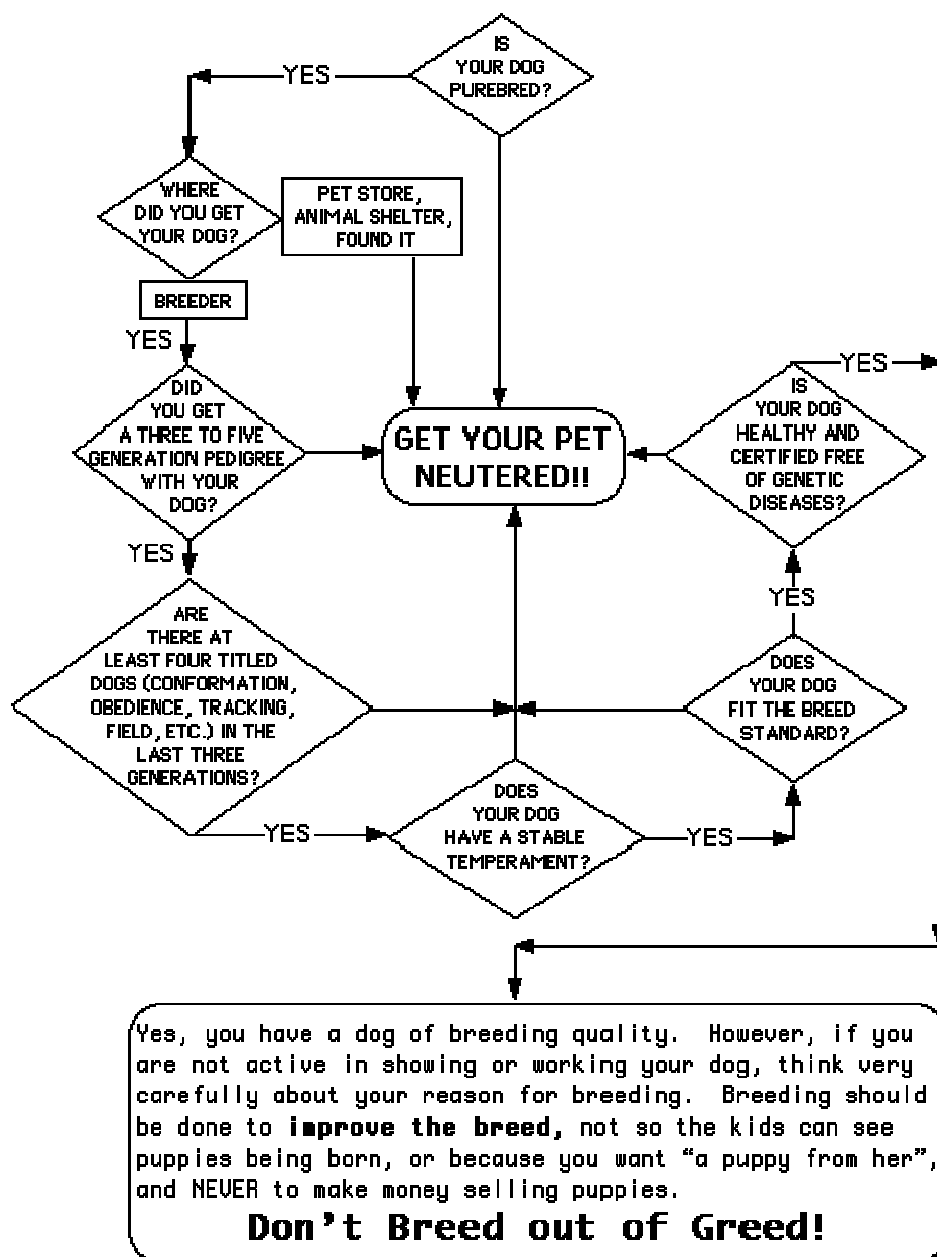 IS
YOUR DOG
PUREBRED?
YES
WHERE
DID YOU GET
YOUR DOG?
PET STORE,
ANIMAL SHELTER,
FOUND IT
BREEDER
YES
DID
YOU GET
A THREE TO FIVE
GENERATION PEDIGREE
WITH YOUR
DOG?
GET YOUR PET
NEUTERED!!
YES
IS
YOUR DOG
HEALTHY AND
CERTIFIED FREE
OF GENETIC
DISEASES?
YES
YES
ARE
THERE AT
LEAST FOUR TITLED
DOGS (CONFORMATION,
OBEDIENCE, TRACKING,
FIELD, ETC.) IN THE
LAST THREE
GENERATIONS?
DOES
YOUR DOG
FIT THE BREED
STANDARD?
YES
DOES
YOUR DOG
HAVE A STABLE
TEMPERAMENT?
YES
Yes, you have a dog of breeding quality. However, if you
are not active in showing or working your dog, think very
carefully about your reason for breeding. Breeding should
be done to improve the breed, not so the kids can see
puppies being born, or because you want “a puppy from her”,
and NEVER to make money selling puppies.
Don't Breed out of Greed!